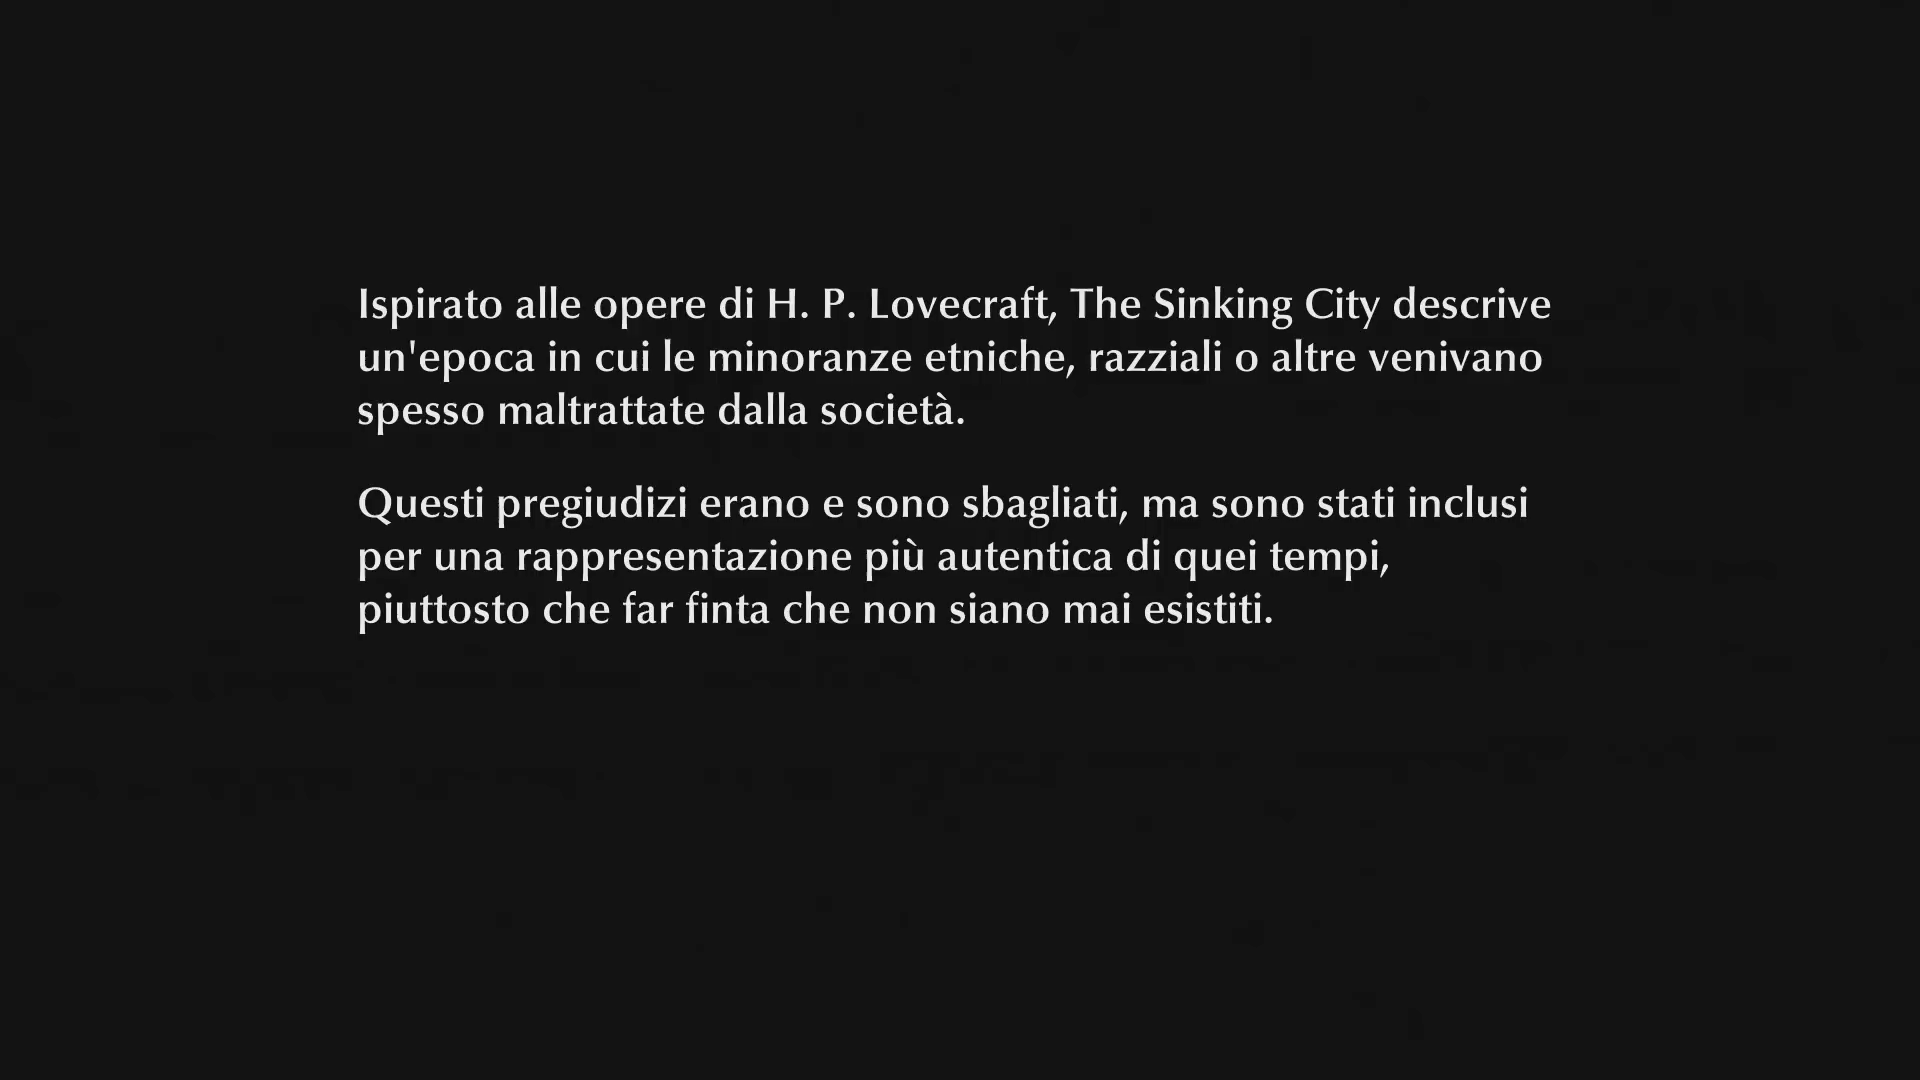 Ispirato alle opere di H. P. Lovecraft, The Sinking City descrive
un'epoca in cui le minoranze etniche, razziali o altre venivano
spesso maltrattate dalla società.
Questi pregiudizi erano e sono sbagliati, ma sono stati inclusi
per una rappresentazione più autentica di quei tempi,
piuttosto che far finta che non siano mai esistiti.